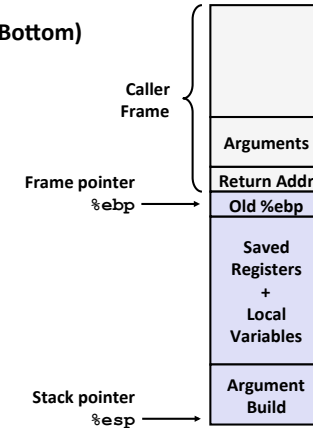 Bottom)
Caller
Frame
Arguments
Return Addr
Frame pointer
%ebp
Old %ebp
Saved
Registers
+
Local
Variables
Argument
Build
Stack pointer
%esp